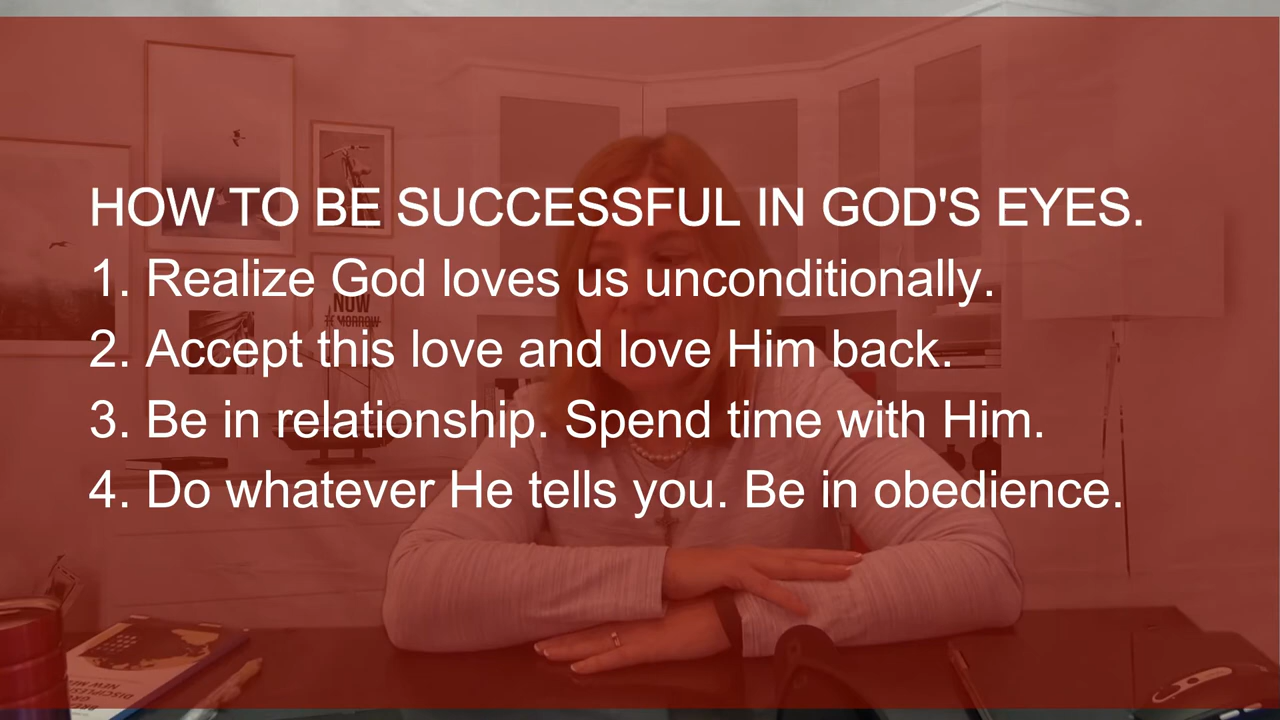 HOW TO BE SUCCESSFUL IN GOD'S EYES.
1. Realize God loves us unconditionally.
2. Accept this love and love Him back.
3. Be in relationship. Spend time with Him.
4. Do whatever He tells you. Be in obedience.
NOW